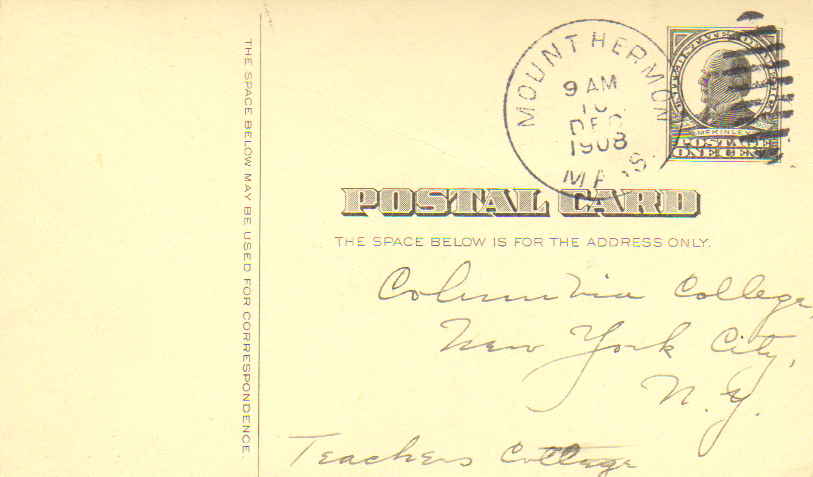 THE SPACE BELOW MAY BE USED FOR CORRESPONDENCE.
MOUNT HERMON
9 AM
10
DEC
1908
MASS.
McKINLEY
POSTAGE
ONE CENT
POSTAL CARD
THE SPACE BELOW IS FOR THE ADDRESS ONLY.
Columbia College,
New York City,
N. Y.
Teachers College